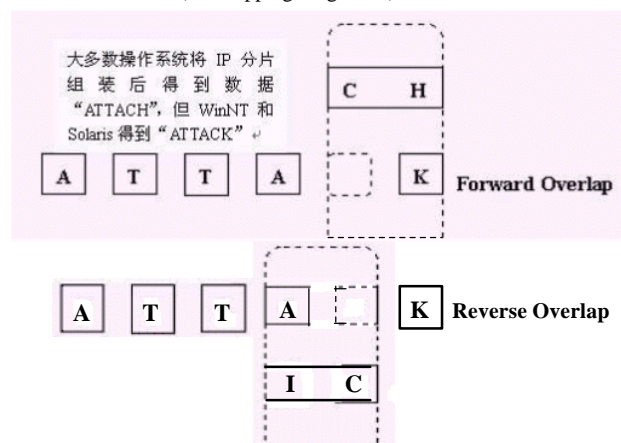 大多数操作系统将 IP 分片
组装后得到数据
“ATTACH”，但 WinNT 和
Solaris 得到“ATTACK”↵
C H
A T T A K Forward Overlap
A T T A K Reverse Overlap
I C